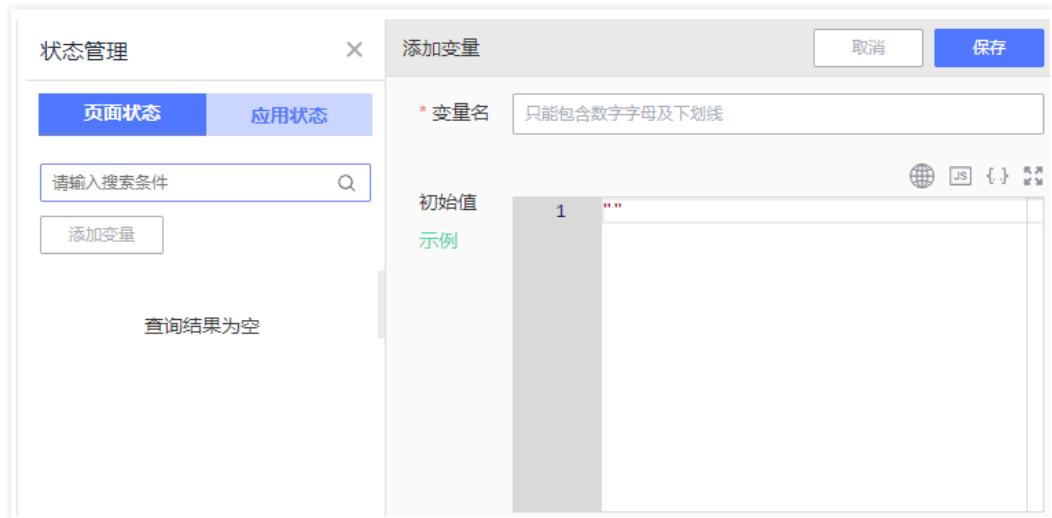 状态管理
页面状态
应用状态
请输入搜索条件
添加变量
查询结果为空
添加变量
取消
保存
* 变量名
只能包含数字字母及下划线
JS
{ }
初始值
示例
1
""